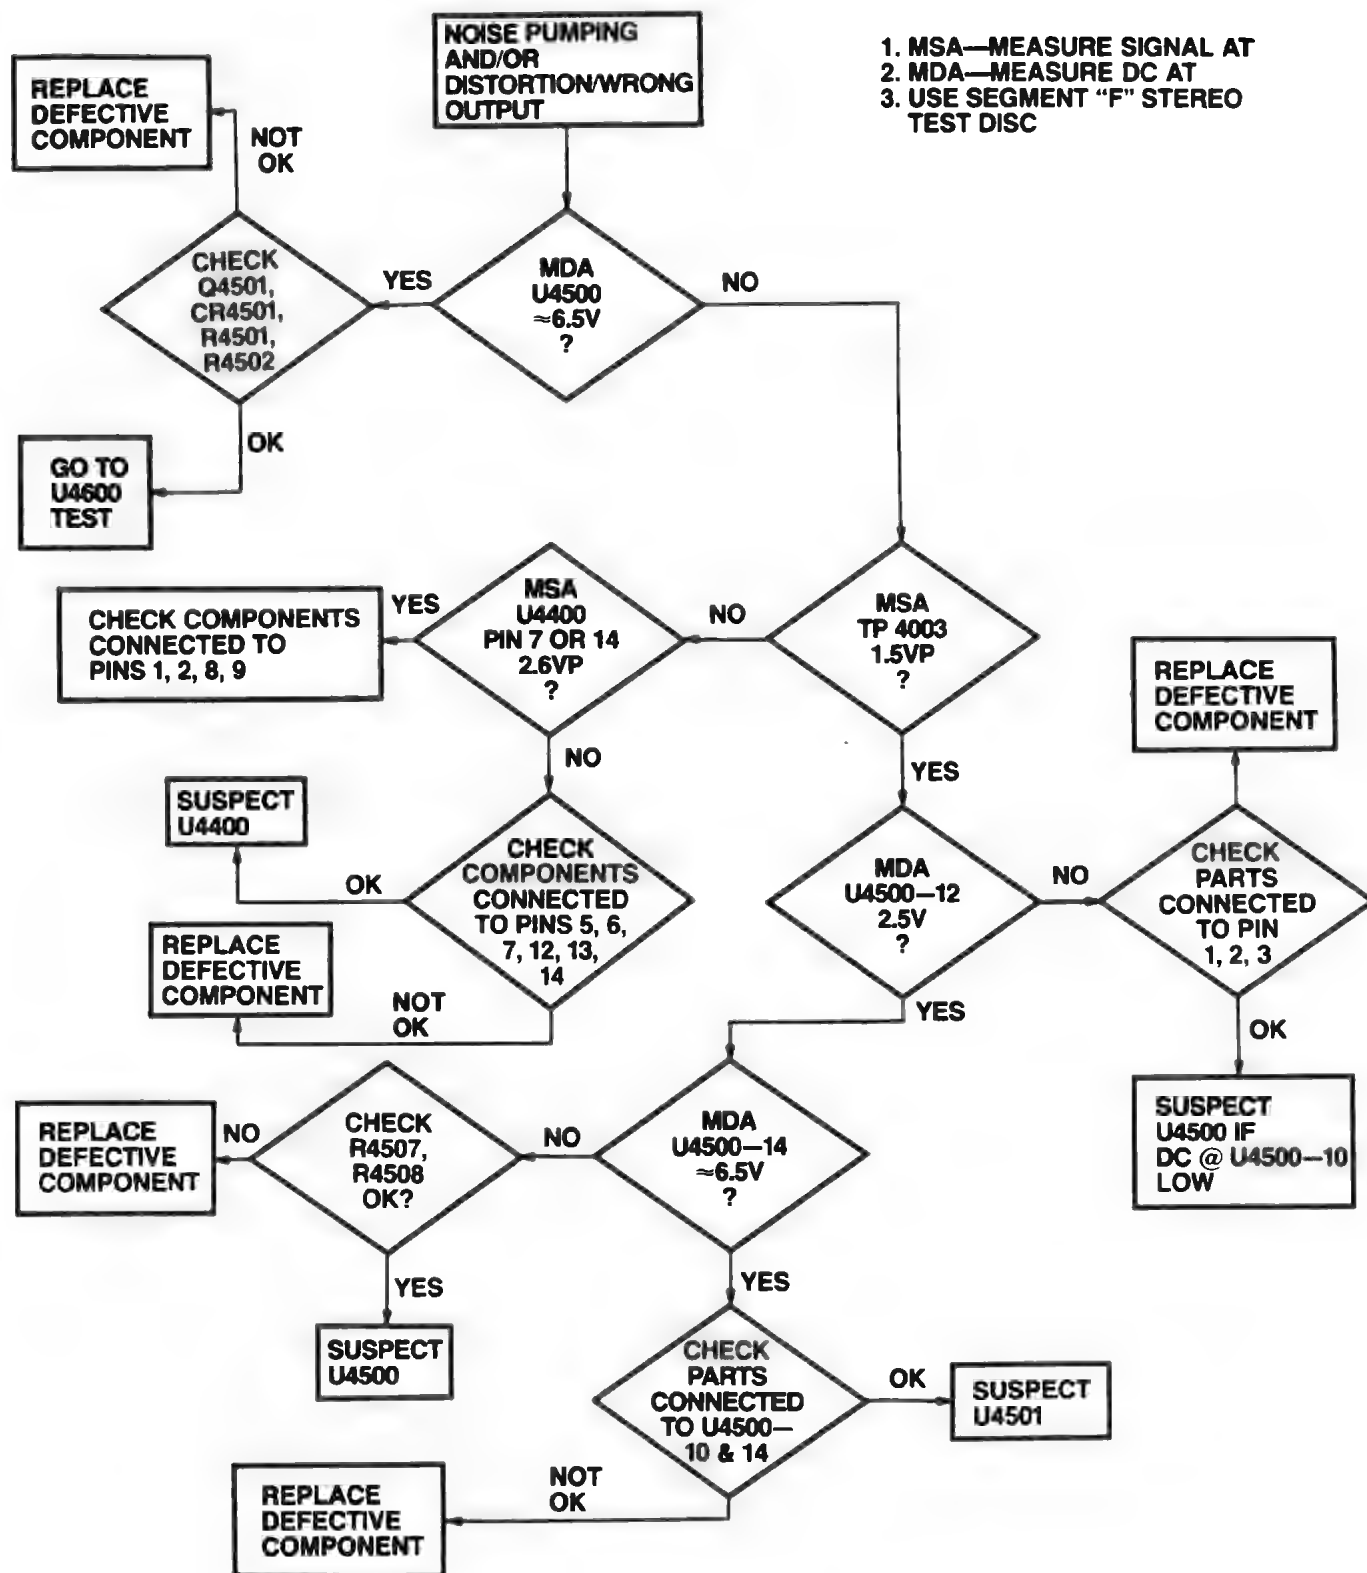 NOISE PUMPING
AND/OR
DISTORTION/WRONG
OUTPUT
1. MSA—MEASURE SIGNAL AT
2. MDA—MEASURE DC AT
3. USE SEGMENT “F” STEREO
TEST DISC
REPLACE
DEFECTIVE
COMPONENT
NOT
OK
CHECK
Q4501,
CR4501,
R4501,
R4502
YES
MDA
U4500
≈6.5V
?
NO
OK
GO TO
U4600
TEST
CHECK COMPONENTS
CONNECTED TO
PINS 1, 2, 8, 9
YES
MSA
U4400
PIN 7 OR 14
2.6VP
?
NO
MSA
TP 4003
1.5VP
?
REPLACE
DEFECTIVE
COMPONENT
NO
YES
SUSPECT
U4400
OK
CHECK
COMPONENTS
CONNECTED
TO PINS 5, 6,
7, 12, 13,
14
MDA
U4500—12
2.5V
?
NO
CHECK
PARTS
CONNECTED
TO PIN
1, 2, 3
REPLACE
DEFECTIVE
COMPONENT
NOT
OK
YES
OK
REPLACE
DEFECTIVE
COMPONENT
NO
CHECK
R4507,
R4508
OK?
NO
MDA
U4500—14
≈6.5V
?
SUSPECT
U4500 IF
DC @ U4500—10
LOW
YES
YES
SUSPECT
U4500
CHECK
PARTS
CONNECTED
TO U4500—
10 & 14
OK
SUSPECT
U4501
NOT
OK
REPLACE
DEFECTIVE
COMPONENT